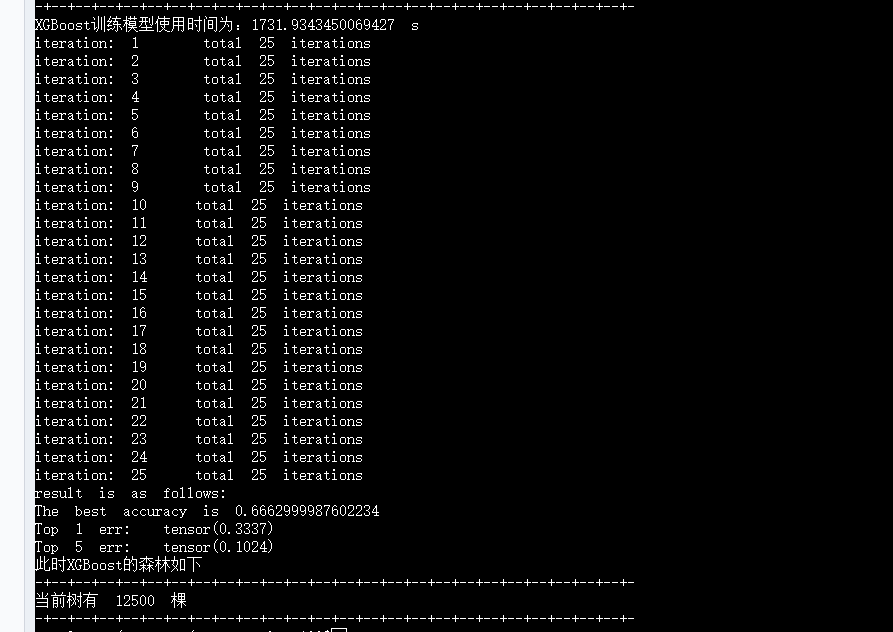 -+--+--+--+--+--+--+--+--+--+--+--+--+--+--+--+--+--+--+--+--+--+--+--+--+-
XGBoost训练模型使用时间为：1731.9343450069427 s
iteration: 1 total 25 iterations
iteration: 2 total 25 iterations
iteration: 3 total 25 iterations
iteration: 4 total 25 iterations
iteration: 5 total 25 iterations
iteration: 6 total 25 iterations
iteration: 7 total 25 iterations
iteration: 8 total 25 iterations
iteration: 9 total 25 iterations
iteration: 10 total 25 iterations
iteration: 11 total 25 iterations
iteration: 12 total 25 iterations
iteration: 13 total 25 iterations
iteration: 14 total 25 iterations
iteration: 15 total 25 iterations
iteration: 16 total 25 iterations
iteration: 17 total 25 iterations
iteration: 18 total 25 iterations
iteration: 19 total 25 iterations
iteration: 20 total 25 iterations
iteration: 21 total 25 iterations
iteration: 22 total 25 iterations
iteration: 23 total 25 iterations
iteration: 24 total 25 iterations
iteration: 25 total 25 iterations
result is as follows:
The best accuracy is 0.6662999987602234
Top 1 err: tensor(0.3337)
Top 5 err: tensor(0.1024)
此时XGBoost的森林如下
-+--+--+--+--+--+--+--+--+--+--+--+--+--+--+--+--+--+--+--+--+--+--+--+--+-
当前树有 12500 棵
-+--+--+--+--+--+--+--+--+--+--+--+--+--+--+--+--+--+--+--+--+--+--+--+--+-